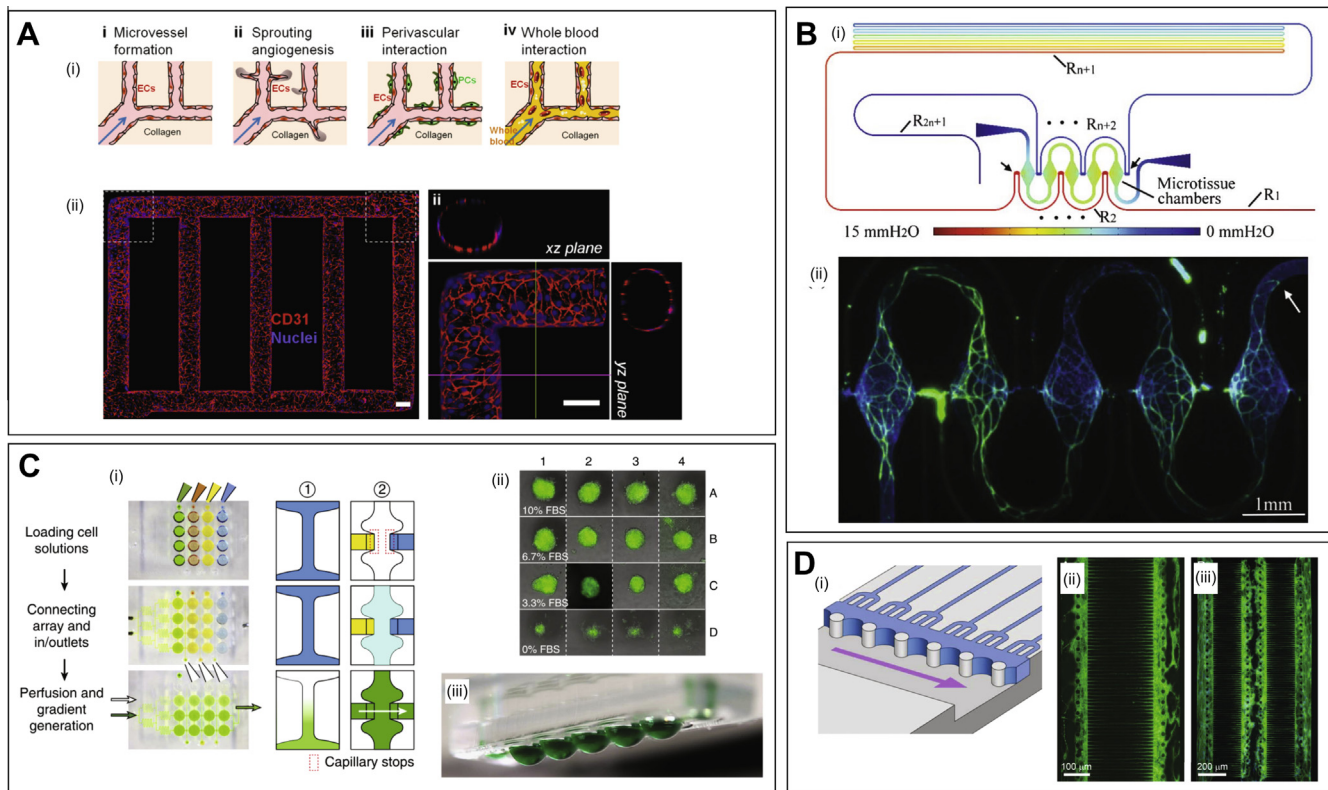 A
i Microvessel
formation
ii Sprouting
angiogenesis
iii Perivascular
interaction
iv Whole blood
interaction
(i)
ECs
Collagen
ECs
Collagen
ECs
PCs
Collagen
ECs
Whole
blood
Collagen
(ii)
CD31
Nuclei
ii
xz plane
yz plane
B
(i)
Rn+1
R2n+1
Rn+2
Microtissue
chambers
R1
R2
15 mmH2O
0 mmH2O
(ii)
1mm
C
(i)
Loading cell
solutions
Connecting
array and
in/outlets
Perfusion and
gradient
generation
1
2
Capillary stops
(ii)
1 2 3 4
A
10% FBS
B
6.7% FBS
C
3.3% FBS
D
0% FBS
(iii)
D
(i)
(ii)
100 µm
(iii)
200 µm